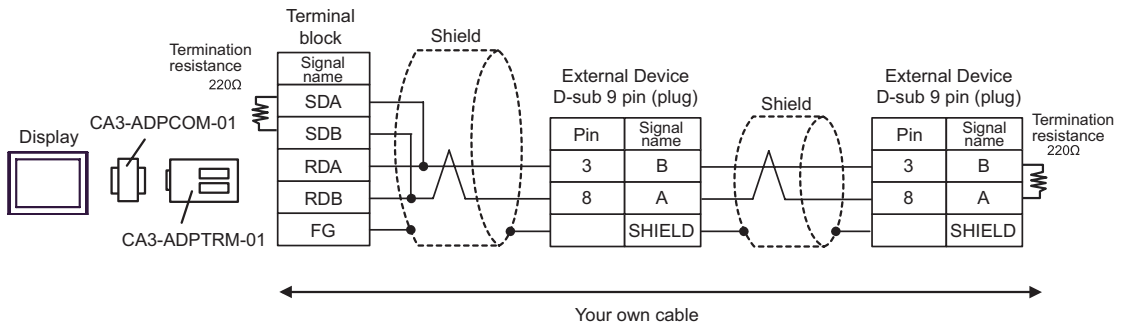 Terminal
block
Shield
Termination
resistance
220Ω
Signal
name
SDA
SDB
RDA
RDB
FG
Display
CA3-ADPCOM-01
CA3-ADPTRM-01
External Device
D-sub 9 pin (plug)
Pin
Signal
name
3
B
8
A
SHIELD
Shield
External Device
D-sub 9 pin (plug)
Pin
Signal
name
3
B
8
A
SHIELD
Termination
resistance
220Ω
Your own cable